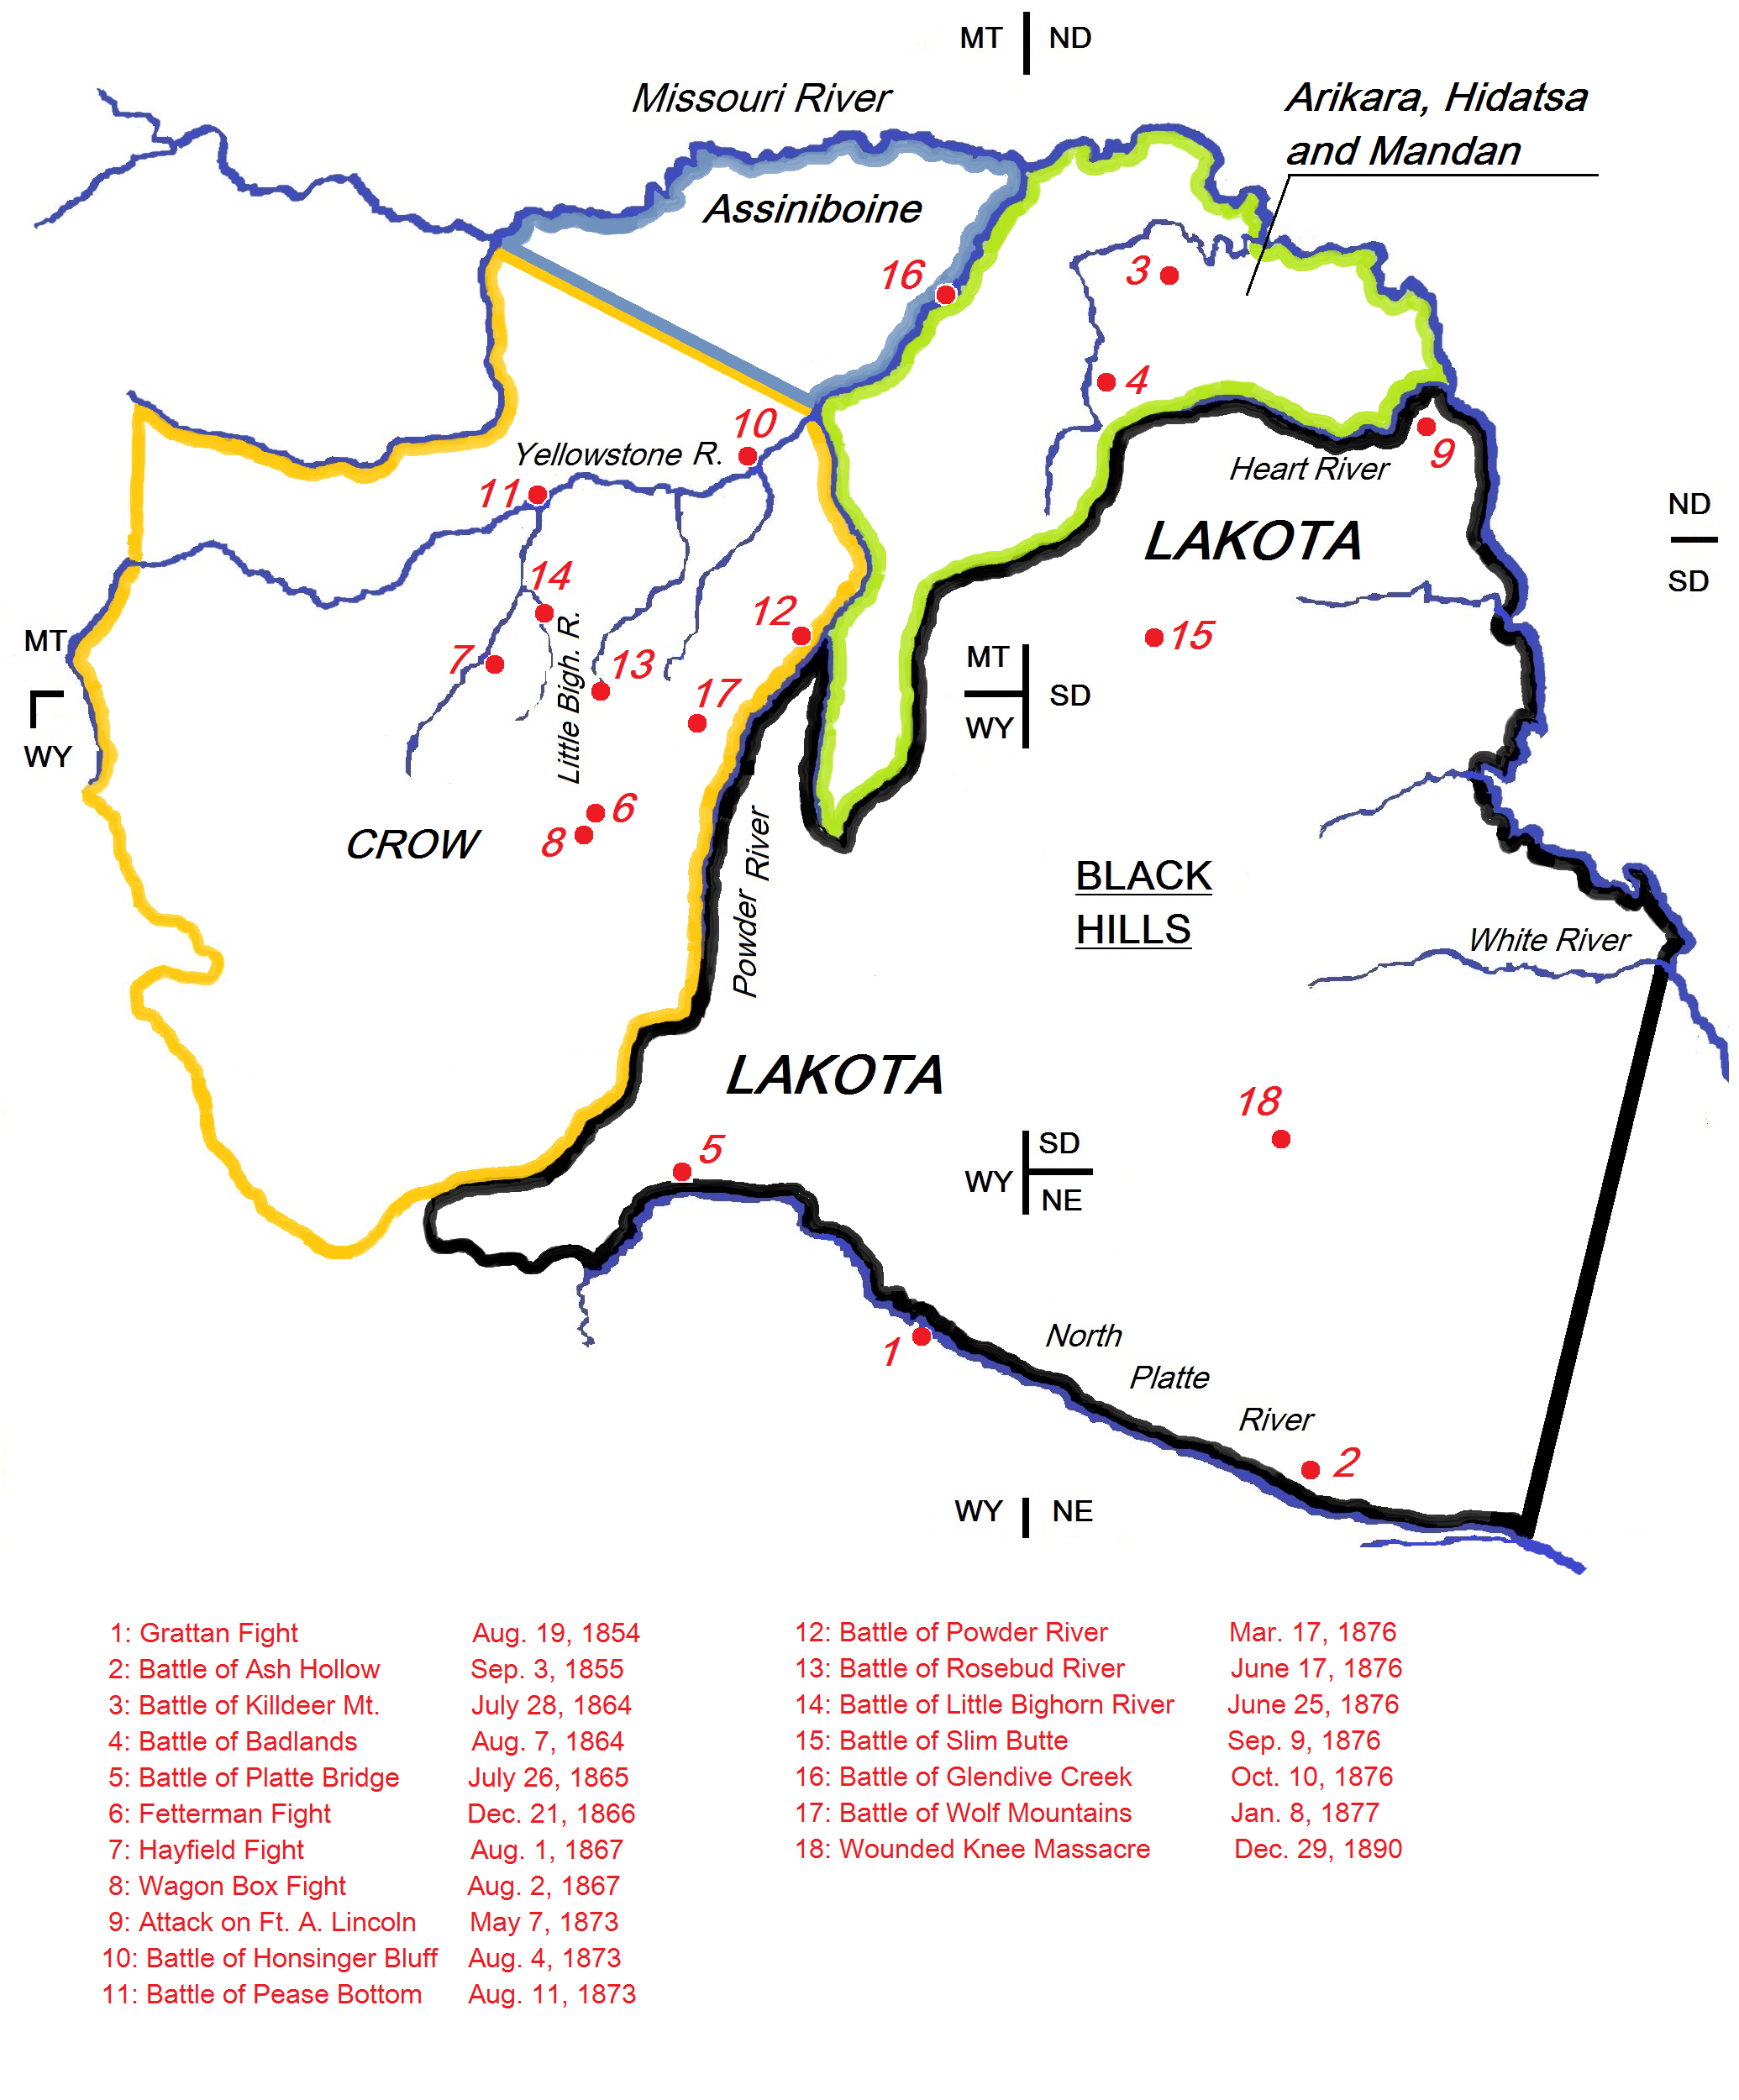 MT ND
Missouri River
Arikara, Hidatsa
and Mandan
Assiniboine
16
3
4
10
Yellowstone R.
9
Heart River
11
ND
SD
LAKOTA
14
12
15
MT
WY
7
13
Little Bigh. R.
MT
WY
SD
17
6
8
CROW
Powder River
BLACK
HILLS
White River
LAKOTA
18
5
WY
SD
NE
1
North
Platte
River
2
WY NE
1: Grattan Fight Aug. 19, 1854
2: Battle of Ash Hollow Sep. 3, 1855
3: Battle of Killdeer Mt. July 28, 1864
4: Battle of Badlands Aug. 7, 1864
5: Battle of Platte Bridge July 26, 1865
6: Fetterman Fight Dec. 21, 1866
7: Hayfield Fight Aug. 1, 1867
8: Wagon Box Fight Aug. 2, 1867
9: Attack on Ft. A. Lincoln May 7, 1873
10: Battle of Honsinger Bluff Aug. 4, 1873
11: Battle of Pease Bottom Aug. 11, 1873
12: Battle of Powder River Mar. 17, 1876
13: Battle of Rosebud River June 17, 1876
14: Battle of Little Bighorn River June 25, 1876
15: Battle of Slim Butte Sep. 9, 1876
16: Battle of Glendive Creek Oct. 10, 1876
17: Battle of Wolf Mountains Jan. 8, 1877
18: Wounded Knee Massacre Dec. 29, 1890